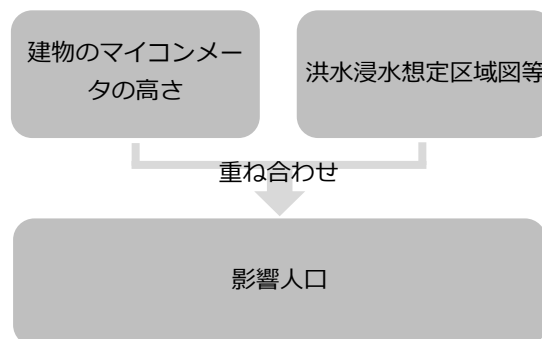 建物のマイコンメー
タの高さ
洪水浸水想定区域図等
重ね合わせ
影響人口